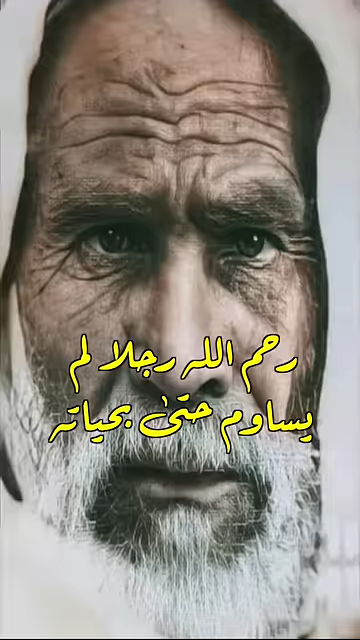 رحم الله رجلا لم
يساوم حتىٰ بحياته